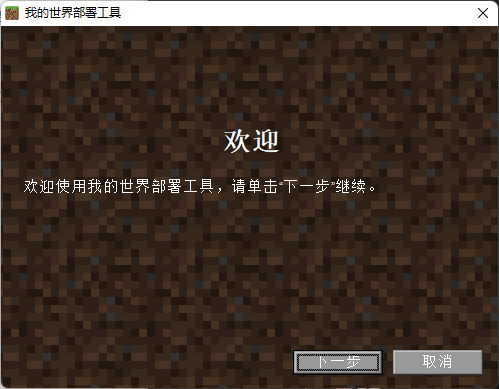 我的世界部署工具
欢迎
欢迎使用我的世界部署工具，请单击“下一步”继续。
下一步
取消